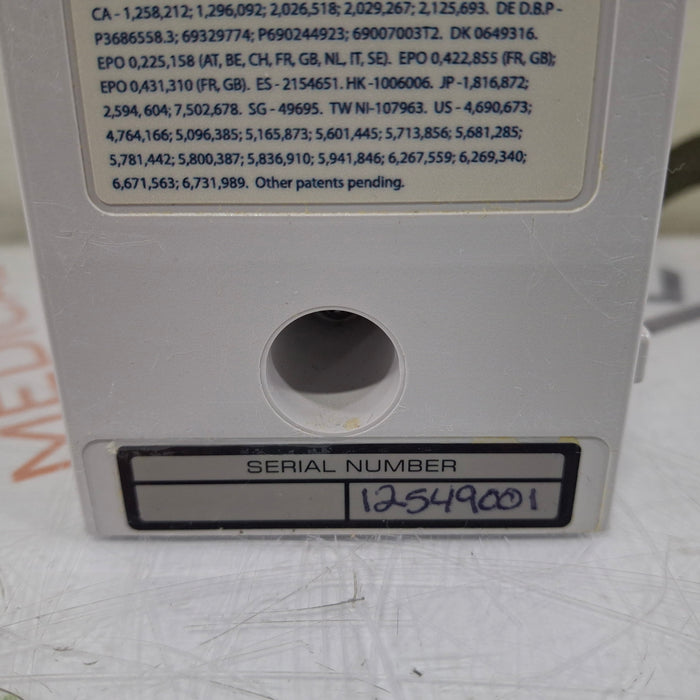 CA - 1,258,212; 1,296,092; 2,026,518; 2,029,267; 2,125,693. DE D.B.P -
P3686558.3; 69329774; P690244923; 69007003T2. DK 0649316.
EPO 0,225,158 (AT, BE, CH, FR, GB, NL, IT, SE). EPO 0,422,855 (FR, GB);
EPO 0,431,310 (FR, GB). ES - 2154651. HK -1006006. JP -1,816,872;
2,594,604; 7,502,678. SG - 49695. TW NI-107963. US - 4,690,673;
4,764,166; 5,096,385; 5,165,873; 5,601,445; 5,713,856; 5,681,285;
5,781,442; 5,800,387; 5,836,910; 5,941,846; 6,267,559; 6,269,340;
6,671,563; 6,731,989. Other patents pending.
MEDICA
SERIAL NUMBER
12549001